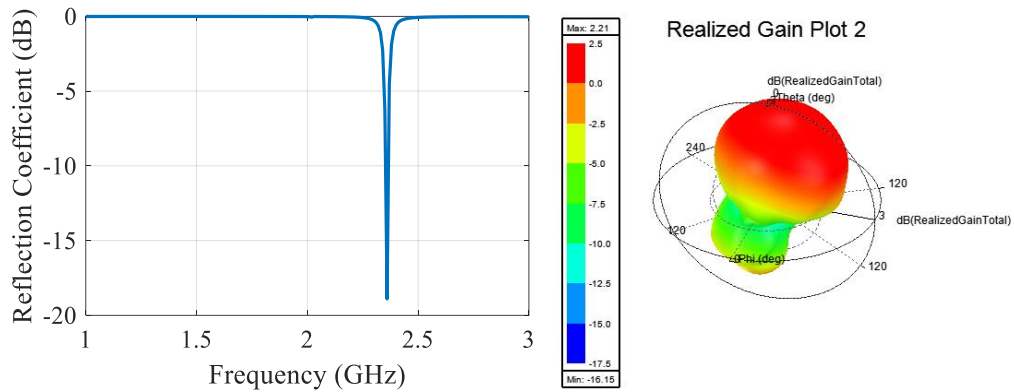 Reflection Coefficient (dB)
0
-5
-10
-15
-20
1
1.5
2
2.5
3
Frequency (GHz)
Max: 2.21
2.5
0.0
-2.5
-5.0
-7.5
-10.0
-12.5
-15.0
-17.5
Min: -16.15
Realized Gain Plot 2
dB(RealizedGainTotal)
0
Theta (deg)
240
120
3
dB(RealizedGainTotal)
120
Phi (deg)
120